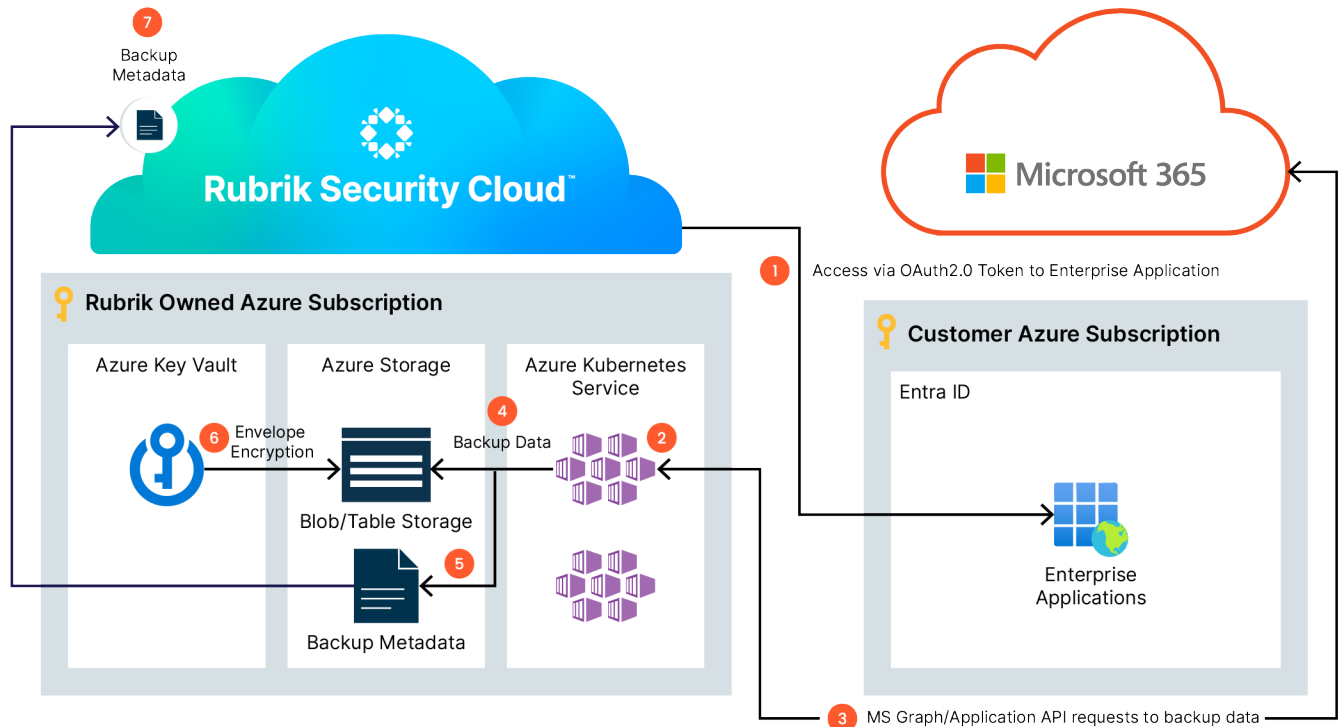 7
Backup
Metadata
Rubrik Security Cloud™
Microsoft 365
1
Access via OAuth2.0 Token to Enterprise Application
Rubrik Owned Azure Subscription
Azure Key Vault
Azure Storage
Azure Kubernetes
Service
6
Envelope
Encryption
4
Backup Data
2
Blob/Table Storage
5
Backup Metadata
Customer Azure Subscription
Entra ID
Enterprise
Applications
3
MS Graph/Application API requests to backup data